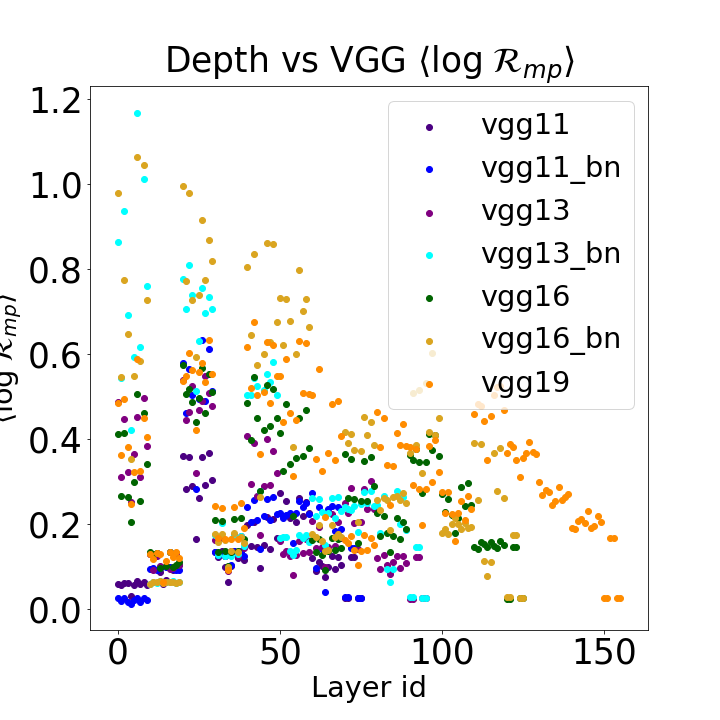 Depth vs VGG ⟨log ℛ_mp⟩
⟨log ℛ_mp⟩
1.2
1.0
0.8
0.6
0.4
0.2
0.0
0 50 100 150
Layer id
vgg11
vgg11_bn
vgg13
vgg13_bn
vgg16
vgg16_bn
vgg19